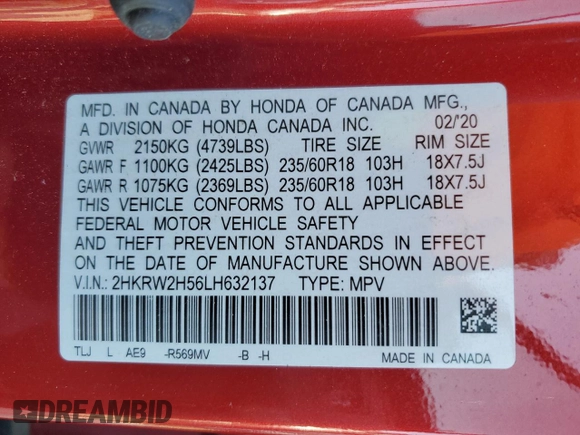 MFD. IN CANADA BY HONDA OF CANADA MFG.,
A DIVISION OF HONDA CANADA INC. 02/'20
GVWR 2150KG (4739LBS) TIRE SIZE RIM SIZE
GAWR F 1100KG (2425LBS) 235/60R18 103H 18X7.5J
GAWR R 1075KG (2369LBS) 235/60R18 103H 18X7.5J
THIS VEHICLE CONFORMS TO ALL APPLICABLE
FEDERAL MOTOR VEHICLE SAFETY
AND THEFT PREVENTION STANDARDS IN EFFECT
ON THE DATE OF MANUFACTURE SHOWN ABOVE.
V.I.N.: 2HKRW2H56LH632137 TYPE: MPV
TLJ L AE9 -R569MV -B -H
MADE IN CANADA
DREAMBID